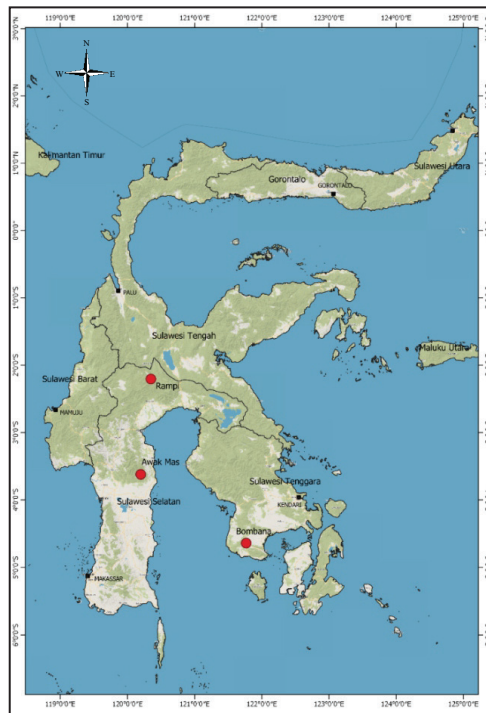 119°0'0"E 120°0'0"E 121°0'0"E 122°0'0"E 123°0'0"E 124°0'0"E 125°0'0"E
3°0'0"N
N
W E
S
2°0'0"N
Kalimantan Timur
1°0'0"N
Sulawesi Utara
Gorontalo
GORONTALO
0°0'0"
PALU
1°0'0"S
Sulawesi Tengah
Maluku Utara
2°0'0"S
Sulawesi Barat
Rampi
MAMUJU
3°0'0"S
Awak Mas
Sulawesi Tenggara
Sulawesi Selatan
4°0'0"S
KENDARI
Bombana
5°0'0"S
MAKASSAR
6°0'0"S
119°0'0"E 120°0'0"E 121°0'0"E 122°0'0"E 123°0'0"E 124°0'0"E 125°0'0"E